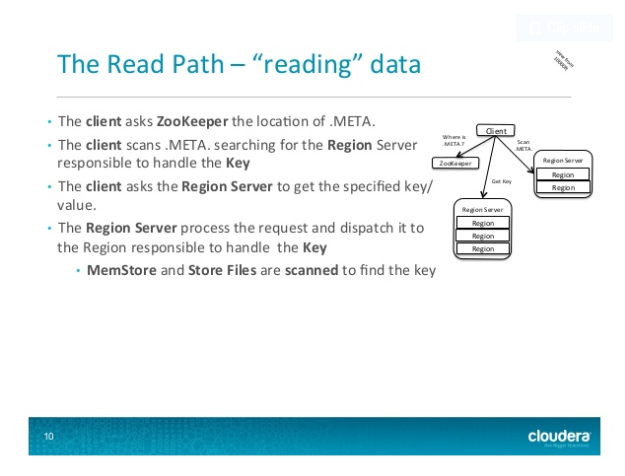 The Read Path – “reading” data
View from
10000ft
• The client asks ZooKeeper the location of .META.
• The client scans .META. searching for the Region Server
responsible to handle the Key
• The client asks the Region Server to get the specified key/
value.
• The Region Server process the request and dispatch it to
the Region responsible to handle the Key
• MemStore and Store Files are scanned to find the key
Client
Where is
.META.?
Scan
.META.
ZooKeeper
Region Server
Region
Region
Get Key
Region Server
Region
Region
Region
10
cloudera